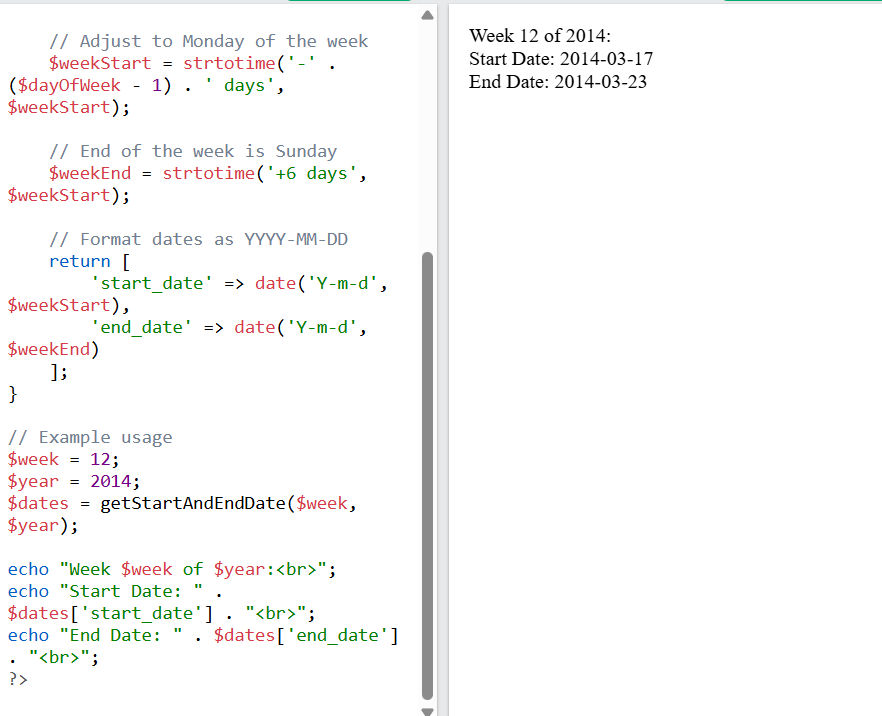 // Adjust to Monday of the week
    $weekStart = strtotime('-' .
($dayOfWeek - 1) . ' days',
$weekStart);

    // End of the week is Sunday
    $weekEnd = strtotime('+6 days',
$weekStart);

    // Format dates as YYYY-MM-DD
    return [
        'start_date' => date('Y-m-d',
$weekStart),
        'end_date' => date('Y-m-d',
$weekEnd)
    ];
}

// Example usage
$week = 12;
$year = 2014;
$dates = getStartAndEndDate($week,
$year);

echo "Week $week of $year:<br>";
echo "Start Date: " .
$dates['start_date'] . "<br>";
echo "End Date: " . $dates['end_date']
. "<br>";
?>
Week 12 of 2014:
Start Date: 2014-03-17
End Date: 2014-03-23